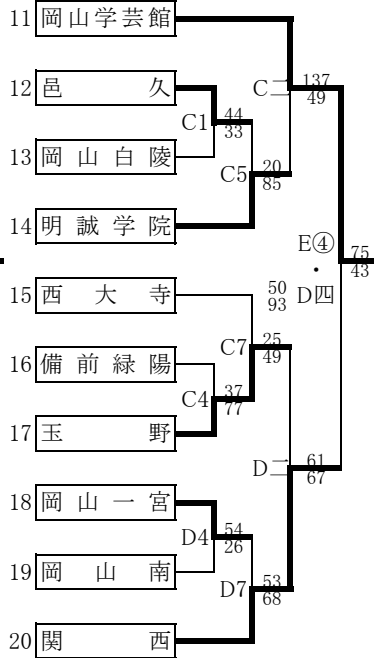 11 岡山学芸館
C二 137
49
12 邑久
C1 44
33
13 岡山白陵
C5 20
85
14 明誠学院
E④ 75
・ 43
D四
50
93
15 西大寺
C7 25
49
16 備前緑陽
C4 37
77
17 玉野
D二 61
67
18 岡山一宮
D4 54
26
19 岡山南
D7 53
68
20 関西